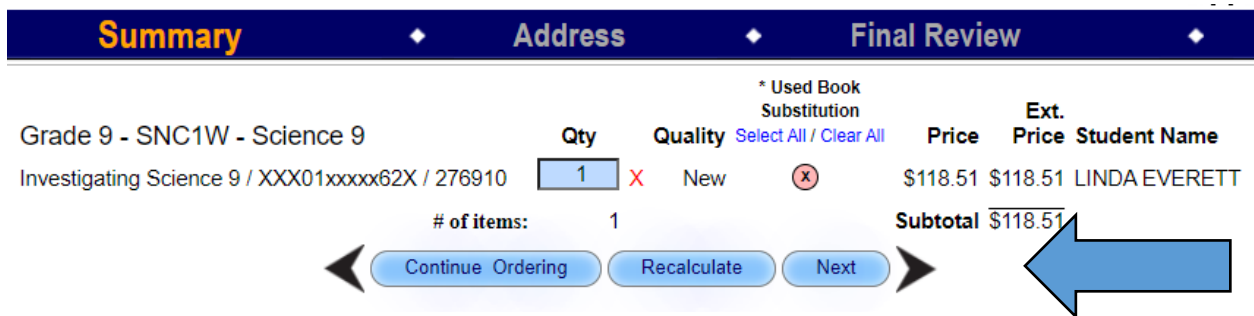 Summary Address Final Review
* Used Book
Substitution Ext.
Grade 9 - SNC1W - Science 9 Qty Quality Select All / Clear All Price Price Student Name
Investigating Science 9 / XXX01xxxxx62X / 276910 1 X New x $118.51 $118.51 LINDA EVERETT
# of items: 1 Subtotal $118.51
Continue Ordering Recalculate Next